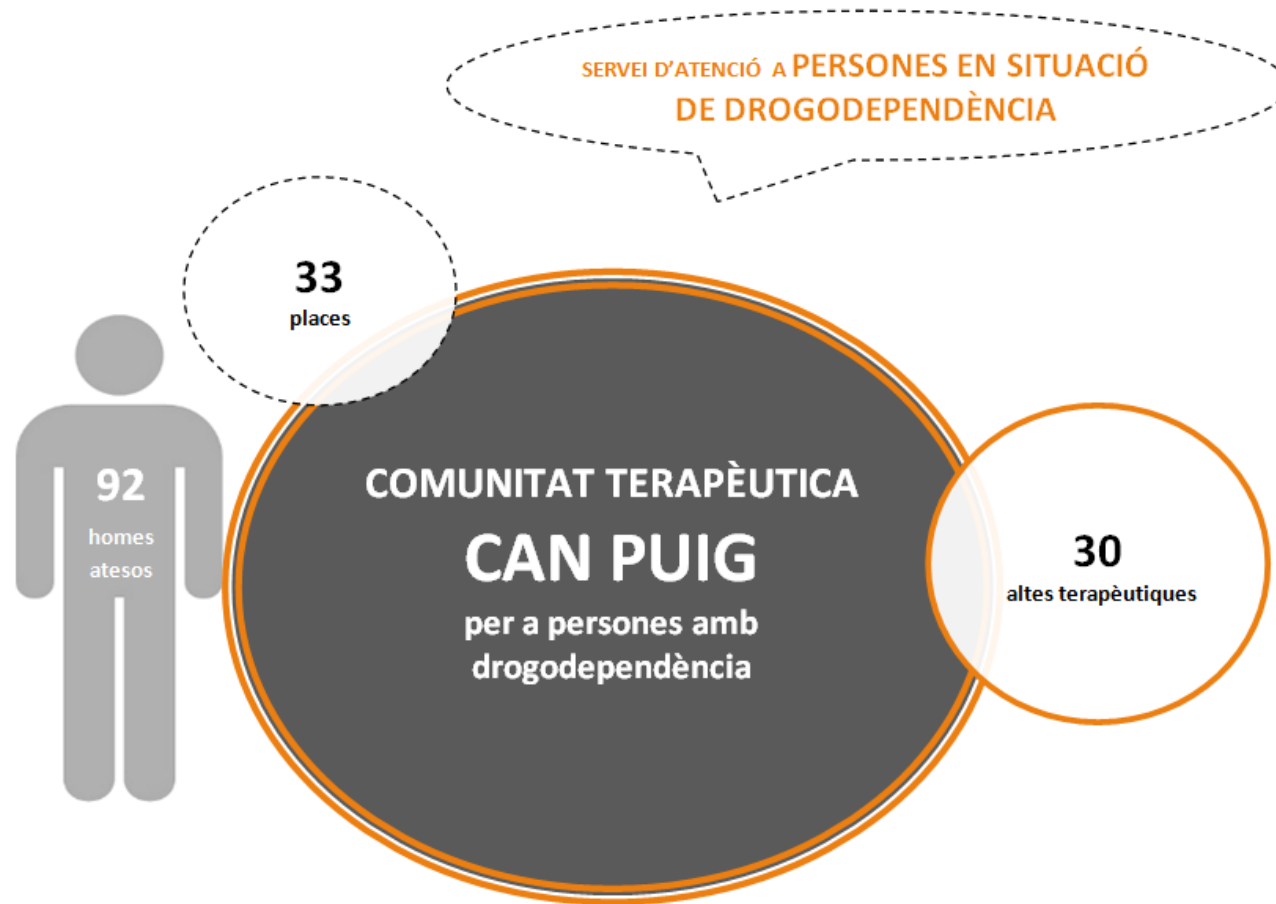 SERVEI D'ATENCIÓ A PERSONES EN SITUACIÓ
DE DROGODEPENDÈNCIA
33
places
92
homes
atesos
COMUNITAT TERAPÈUTICA
CAN PUIG
per a persones amb
drogodependència
30
altes terapèutiques